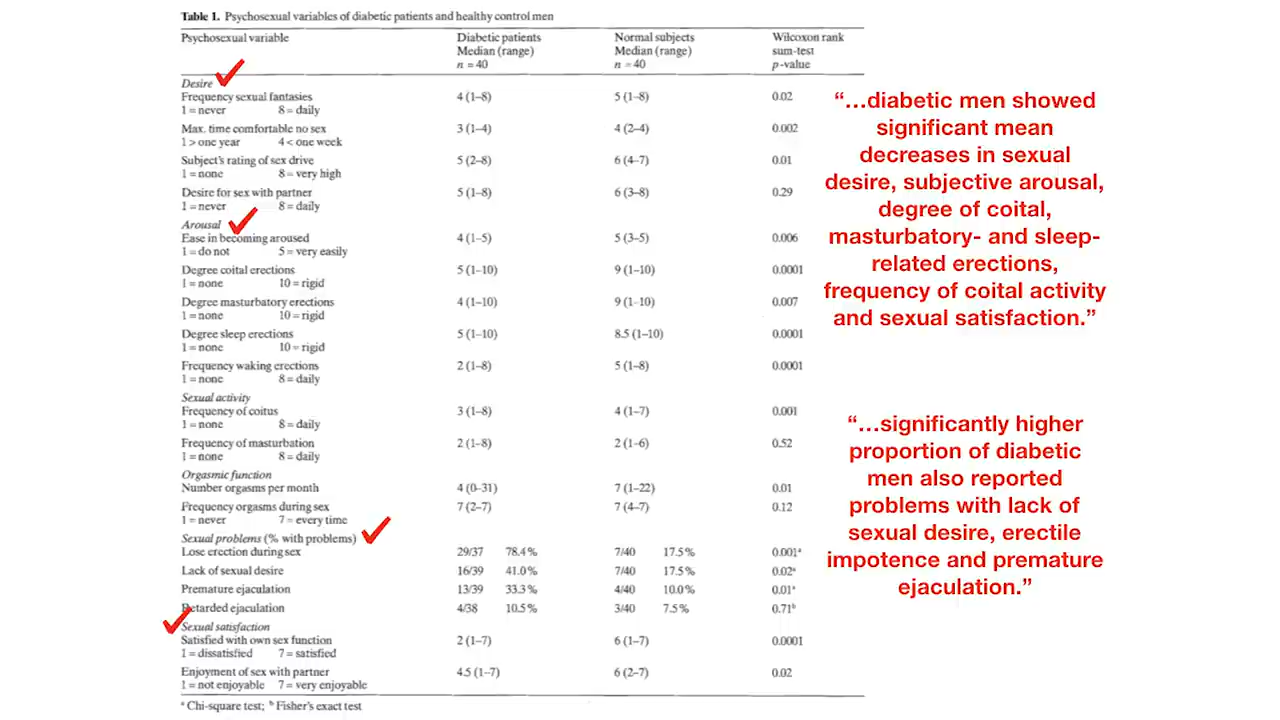 Table 1. Psychosexual variables of diabetic patients and healthy control men
Psychosexual variable Diabetic patients Normal subjects Wilcoxon rank
Median (range) Median (range) sum-test
n = 40 n = 40 p-value
Desire
Frequency sexual fantasies 4 (1–8) 5 (1–8) 0.02
1 = never 8 = daily
Max. time comfortable no sex 3 (1–4) 4 (2–4) 0.002
1 > one year 4 < one week
Subject's rating of sex drive 5 (2–8) 6 (4–7) 0.01
1 = none 8 = very high
Desire for sex with partner 5 (1–8) 6 (3–8) 0.29
1 = never 8 = daily
Arousal
Ease in becoming aroused 4 (1–5) 5 (3–5) 0.006
1 = do not 5 = very easily
Degree coital erections 5 (1–10) 9 (1–10) 0.0001
1 = none 10 = rigid
Degree masturbatory erections 4 (1–10) 9 (1–10) 0.007
1 = none 10 = rigid
Degree sleep erections 5 (1–10) 8.5 (1–10) 0.0001
1 = none 10 = rigid
Frequency waking erections 2 (1–8) 5 (1–8) 0.0001
1 = none 8 = daily
Sexual activity
Frequency of coitus 3 (1–8) 4 (1–7) 0.001
1 = none 8 = daily
Frequency of masturbation 2 (1–8) 2 (1–6) 0.52
1 = none 8 = daily
Orgasmic function
Number orgasms per month 4 (0–31) 7 (1–22) 0.01
Frequency orgasms during sex 7 (2–7) 7 (4–7) 0.12
1 = never 7 = every time
Sexual problems (% with problems)
Lose erection during sex 29/37 78.4% 7/40 17.5% 0.001ᵃ
Lack of sexual desire 16/39 41.0% 7/40 17.5% 0.02ᵃ
Premature ejaculation 13/39 33.3% 4/40 10.0% 0.01ᵃ
Retarded ejaculation 4/38 10.5% 3/40 7.5% 0.71ᵇ
Sexual satisfaction
Satisfied with own sex function 2 (1–7) 6 (1–7) 0.0001
1 = dissatisfied 7 = satisfied
Enjoyment of sex with partner 4.5 (1–7) 6 (2–7) 0.02
1 = not enjoyable 7 = very enjoyable
ᵃ Chi-square test; ᵇ Fisher's exact test
“…diabetic men showed
significant mean
decreases in sexual
desire, subjective arousal,
degree of coital,
masturbatory- and sleep-
related erections,
frequency of coital activity
and sexual satisfaction.”
“…significantly higher
proportion of diabetic
men also reported
problems with lack of
sexual desire, erectile
impotence and premature
ejaculation.”